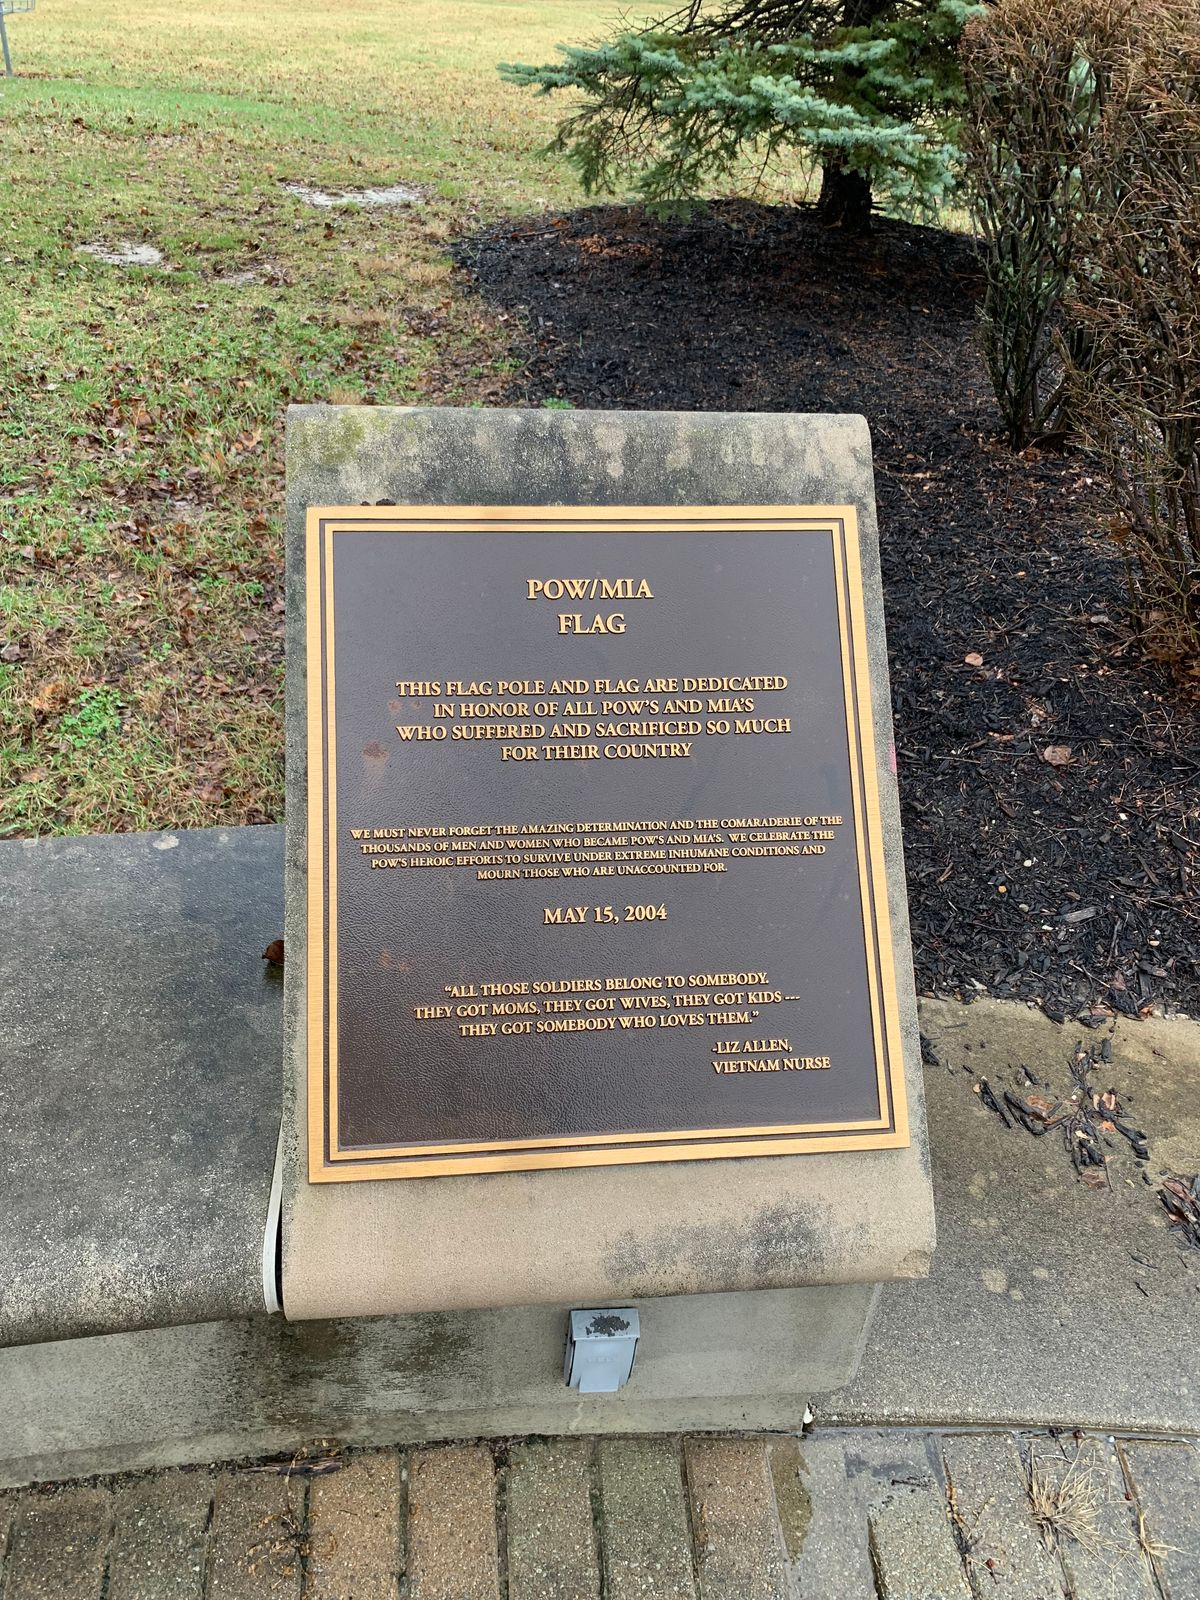 POW/MIA
FLAG
THIS FLAG POLE AND FLAG ARE DEDICATED
IN HONOR OF ALL POW'S AND MIA'S
WHO SUFFERED AND SACRIFICED SO MUCH
FOR THEIR COUNTRY
WE MUST NEVER FORGET THE AMAZING DETERMINATION AND THE COMARADERIE OF THE
THOUSANDS OF MEN AND WOMEN WHO BECAME POW'S AND MIA'S. WE CELEBRATE THE
POW'S HEROIC EFFORTS TO SURVIVE UNDER EXTREME INHUMANE CONDITIONS AND
MOURN THOSE WHO ARE UNACCOUNTED FOR.
MAY 15, 2004
"ALL THOSE SOLDIERS BELONG TO SOMEBODY.
THEY GOT MOMS, THEY GOT WIVES, THEY GOT KIDS ---
THEY GOT SOMEBODY WHO LOVES THEM."
-LIZ ALLEN,
VIETNAM NURSE